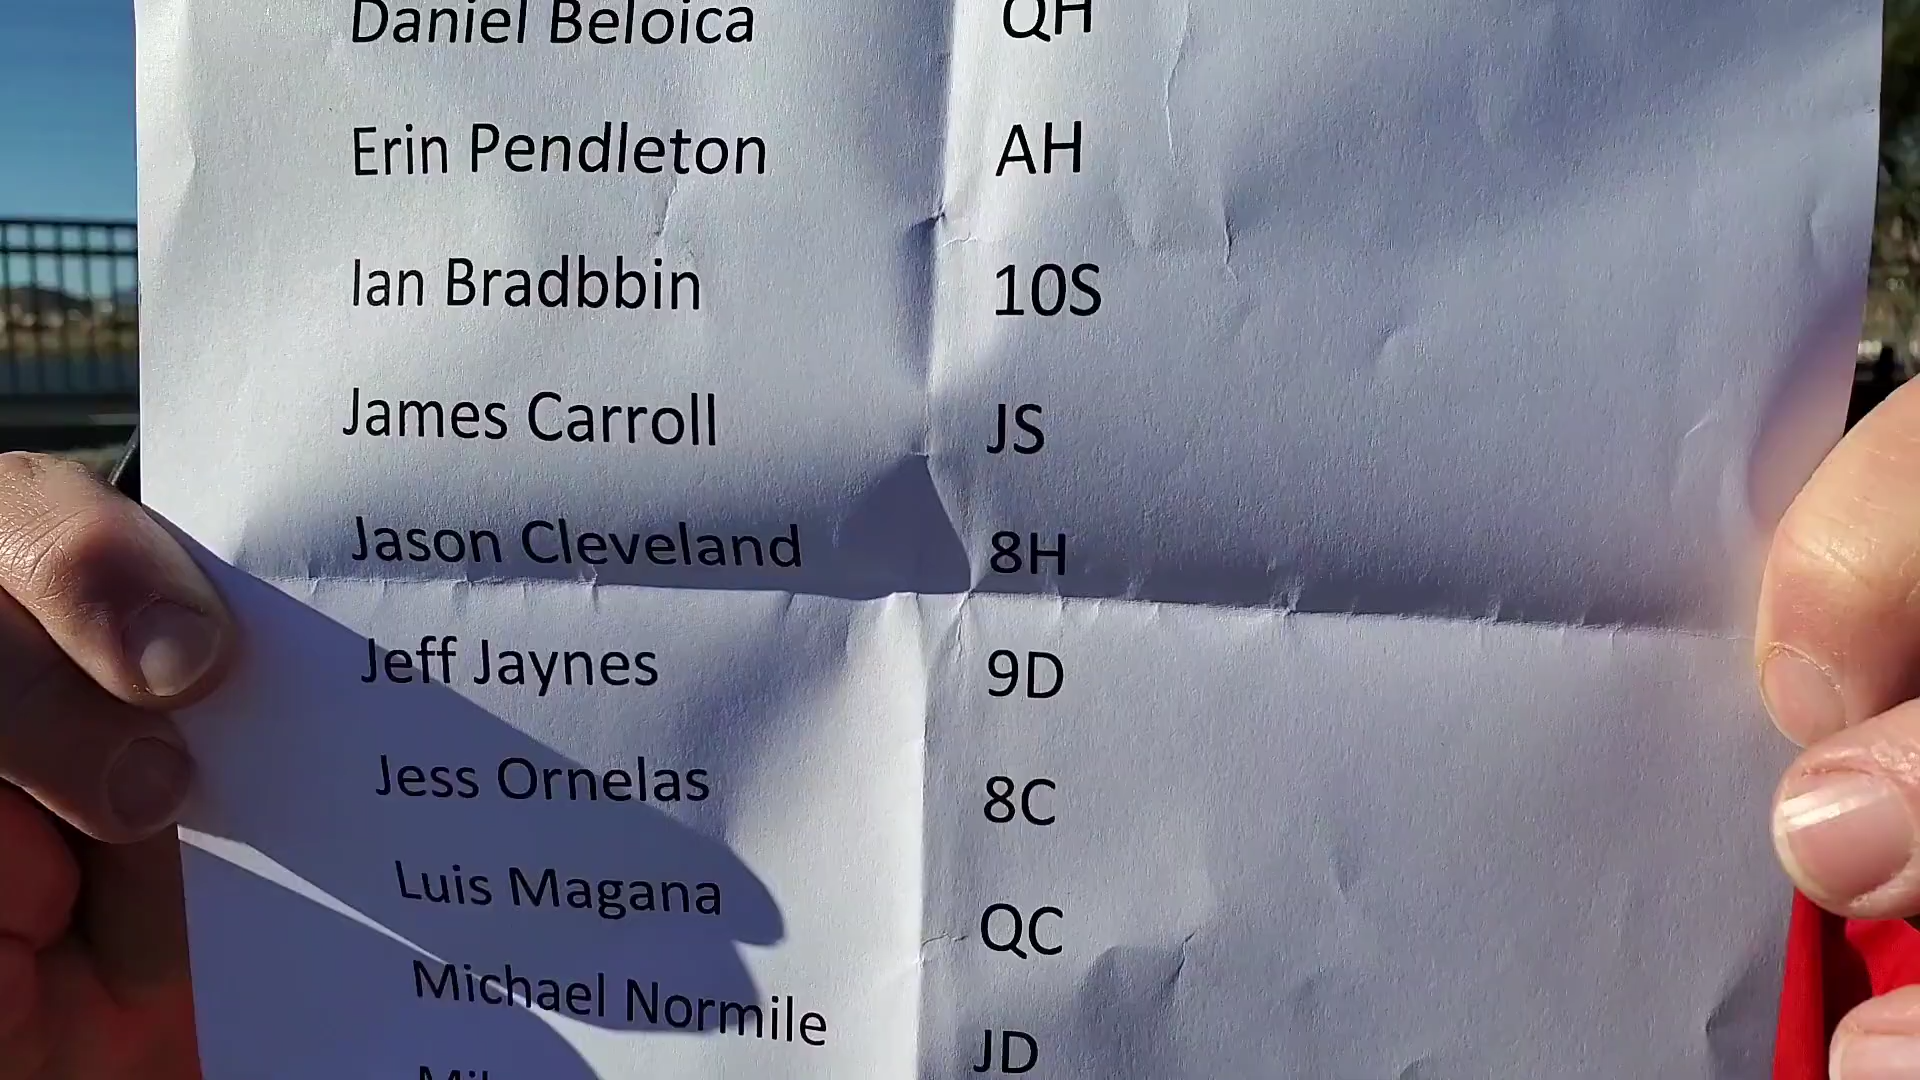 Daniel Beloica QH
Erin Pendleton AH
Ian Bradbbin 10S
James Carroll JS
Jason Cleveland 8H
Jeff Jaynes 9D
Jess Ornelas 8C
Luis Magana QC
Michael Normile JD